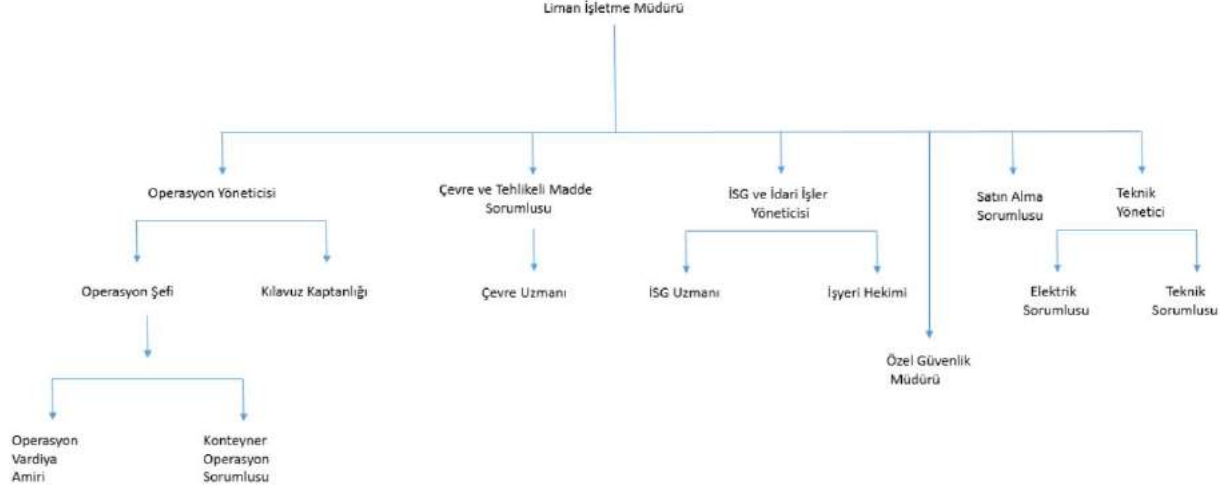 Liman İşletme Müdürü
Operasyon Yöneticisi
Çevre ve Tehlikeli Madde
Sorumlusu
İSG ve İdari İşler
Yöneticisi
Satın Alma
Sorumlusu
Teknik
Yönetici
Operasyon Şefi
Kılavuz Kaptanlığı
Çevre Uzmanı
İSG Uzmanı
İşyeri Hekimi
Elektrik
Sorumlusu
Teknik
Sorumlusu
Özel Güvenlik
Müdürü
Operasyon
Vardiya
Amiri
Konteyner
Operasyon
Sorumlusu